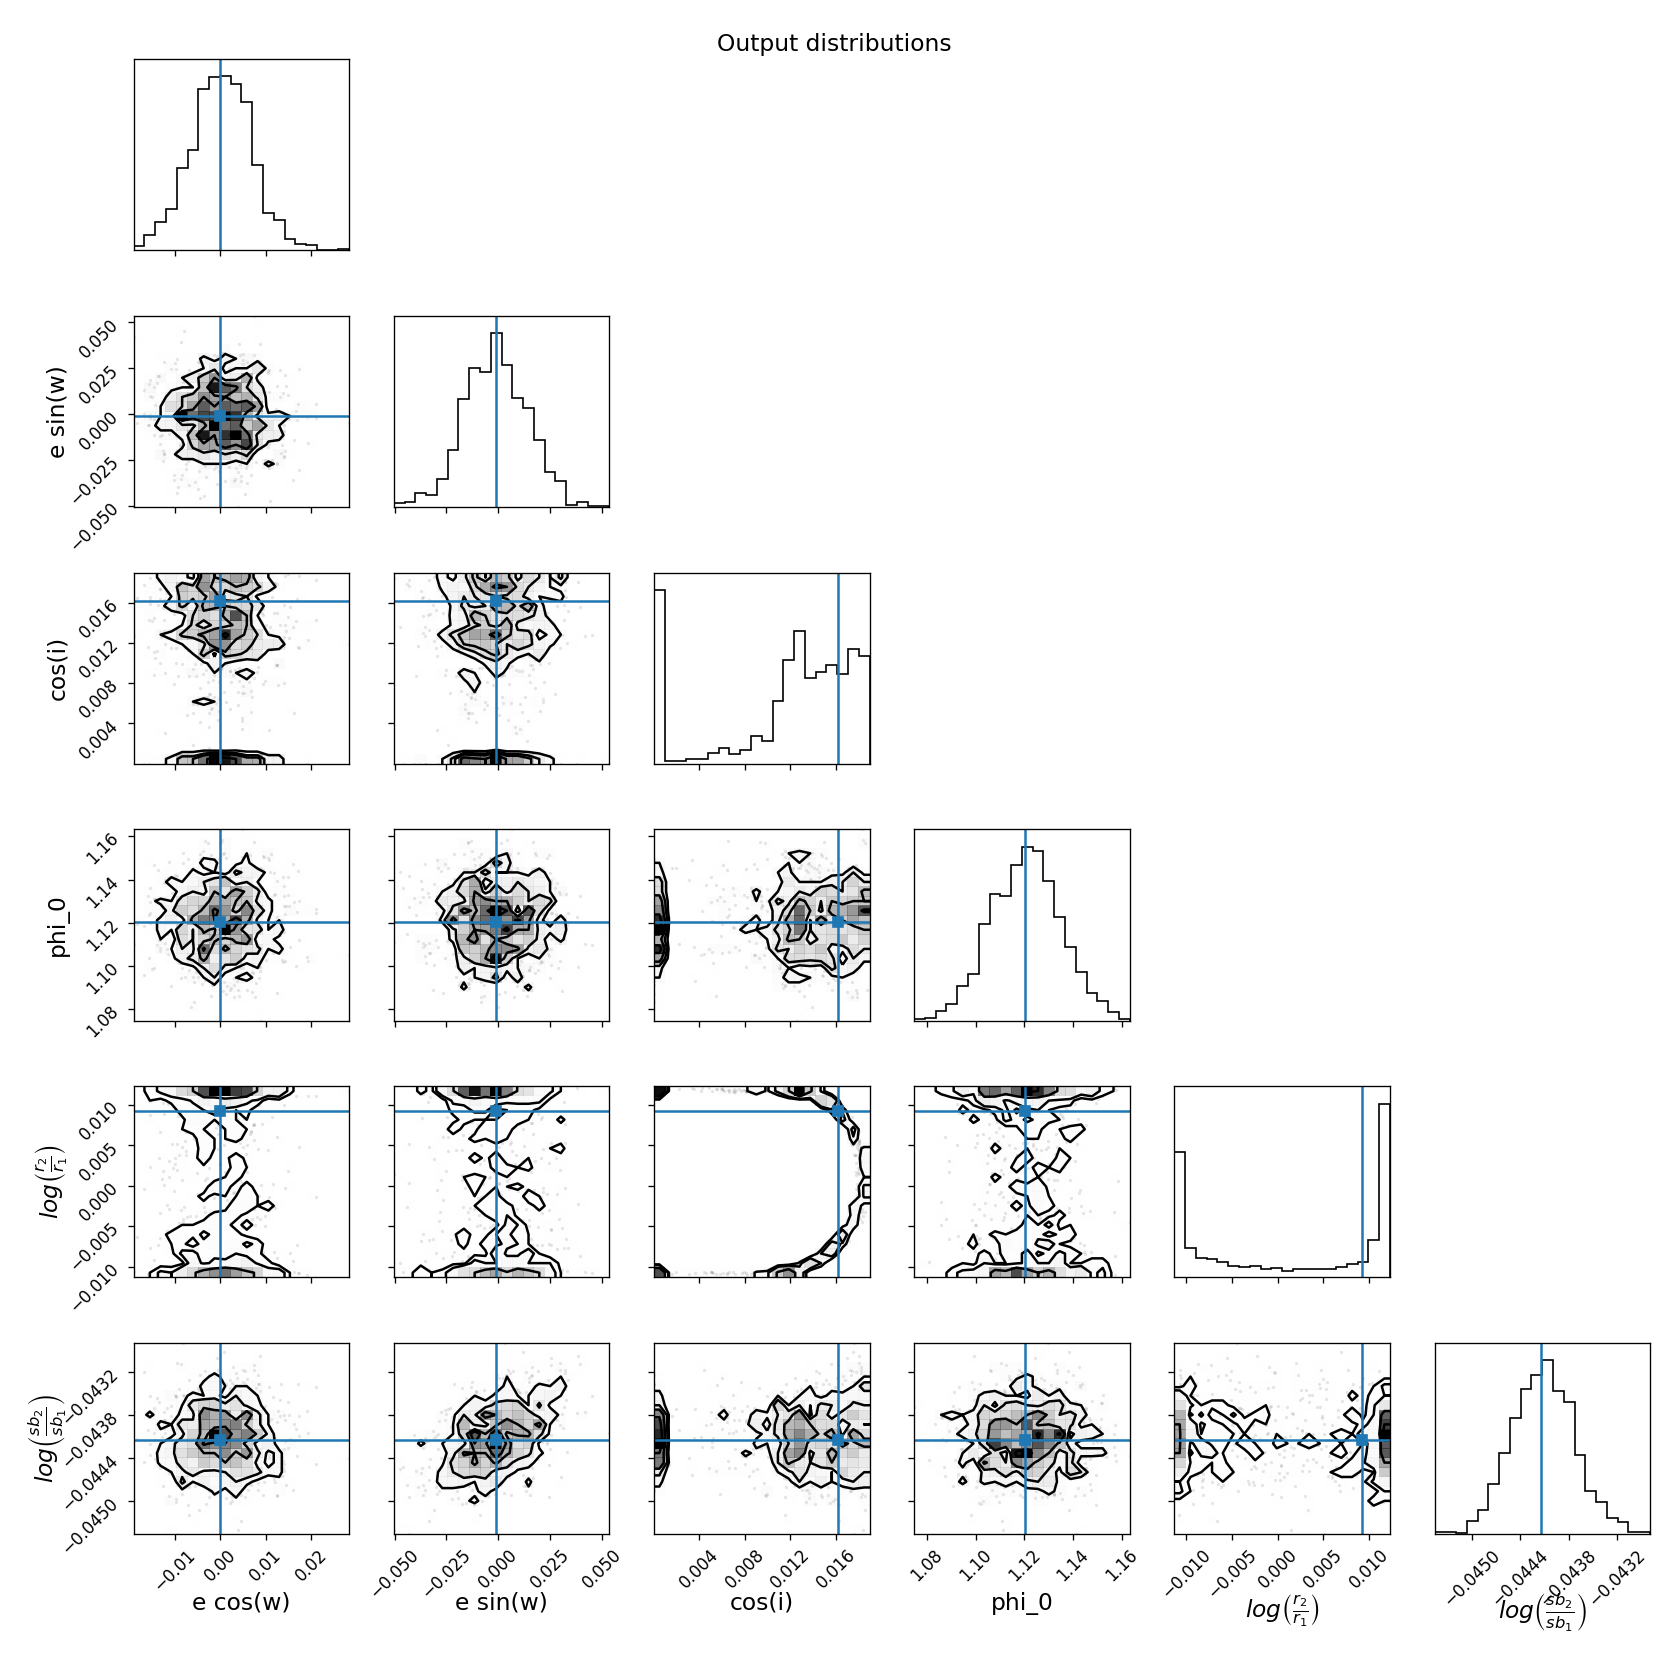 Output distributions
0.050
0.025
0.000
−0.025
−0.050
e sin(w)
0.016
0.012
0.008
0.004
cos(i)
1.16
1.14
1.12
1.10
1.08
phi_0
0.010
0.005
0.000
−0.005
−0.010
log(r2/r1)
−0.0432
−0.0438
−0.0444
−0.0450
log(sb2/sb1)
−0.01 0.00 0.01 0.02
e cos(w)
−0.050 −0.025 0.000 0.025 0.050
e sin(w)
0.004 0.008 0.012 0.016
cos(i)
1.08 1.10 1.12 1.14 1.16
phi_0
−0.010 −0.005 0.000 0.005 0.010
log(r2/r1)
−0.0450 −0.0444 −0.0438 −0.0432
log(sb2/sb1)